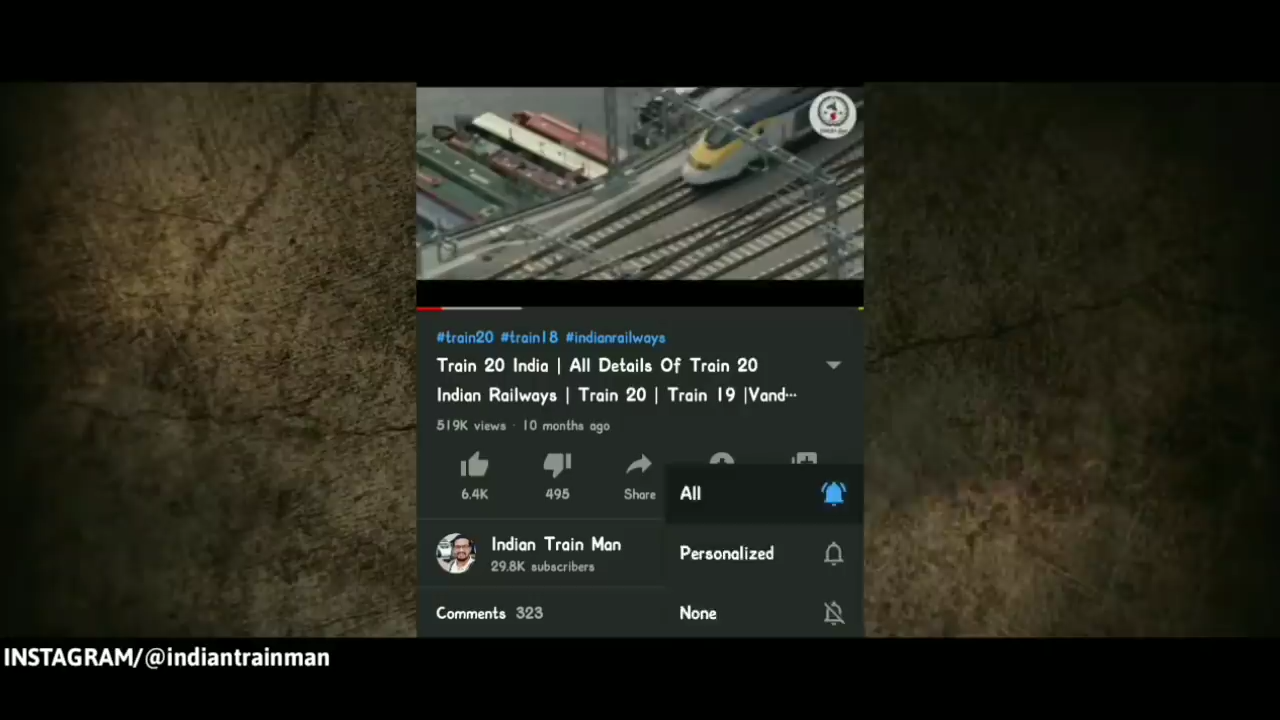 #train20 #train18 #indianrailways
Train 20 India | All Details Of Train 20
Indian Railways | Train 20 | Train 19 |Vand...
519K views · 10 months ago
6.4K 495 Share
All
Indian Train Man
29.8K subscribers
Personalized
Comments 323
None
INSTAGRAM/@indiantrainman